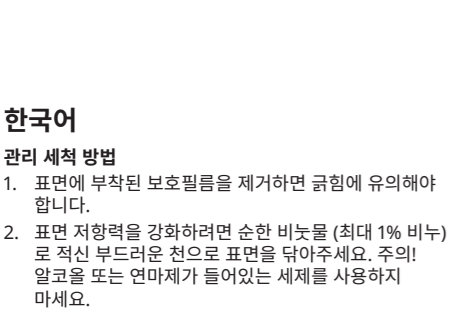 한국어
관리 세척 방법
1. 표면에 부착된 보호필름을 제거하면 긁힘에 유의해야
합니다.
2. 표면 저항력을 강화하려면 순한 비눗물 (최대 1% 비누)
로 적신 부드러운 천으로 표면을 닦아주세요. 주의!
알코올 또는 연마제가 들어있는 세제를 사용하지
마세요.